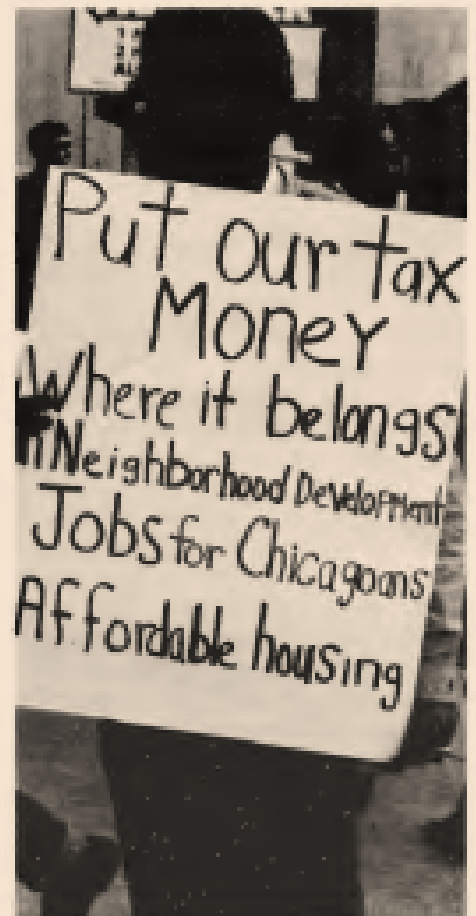 Put our tax
Money
Where it belongs
Neighborhood Development
Jobs for Chicagoans
Affordable housing